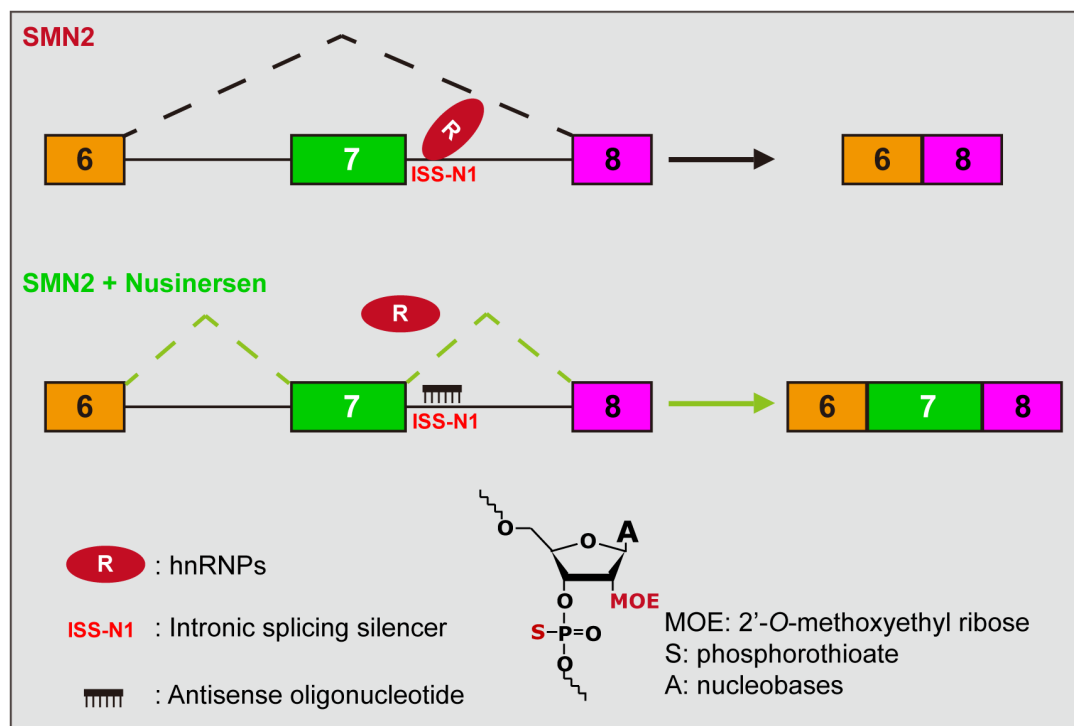 SMN2
R
6
7
8
6
8
ISS-N1
SMN2 + Nusinersen
R
6
7
8
6
7
8
ISS-N1
R : hnRNPs
ISS-N1 : Intronic splicing silencer
: Antisense oligonucleotide
O
O
A
O
MOE
S-P=O
O
MOE: 2'-O-methoxyethyl ribose
S: phosphorothioate
A: nucleobases